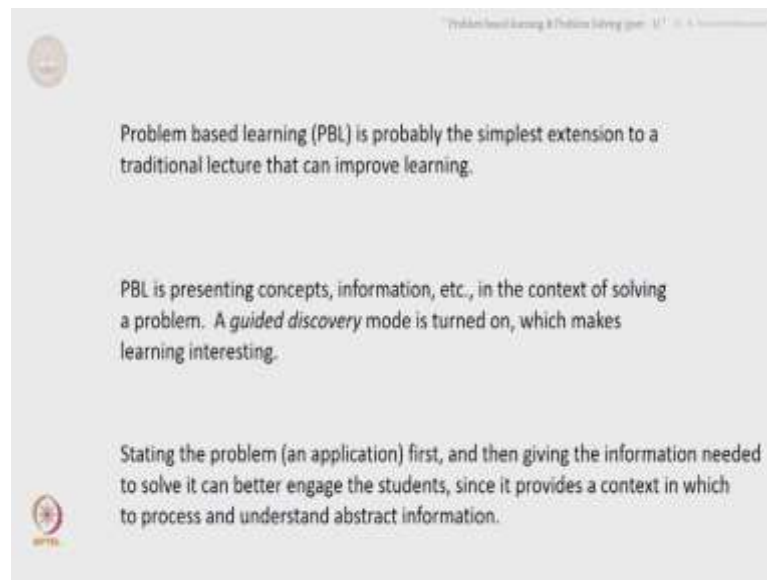 Problem based learning (PBL) is probably the simplest extension to a
traditional lecture that can improve learning.
PBL is presenting concepts, information, etc., in the context of solving
a problem. A guided discovery mode is turned on, which makes
learning interesting.
Stating the problem (an application) first, and then giving the information needed
to solve it can better engage the students, since it provides a context in which
to process and understand abstract information.
NPTEL